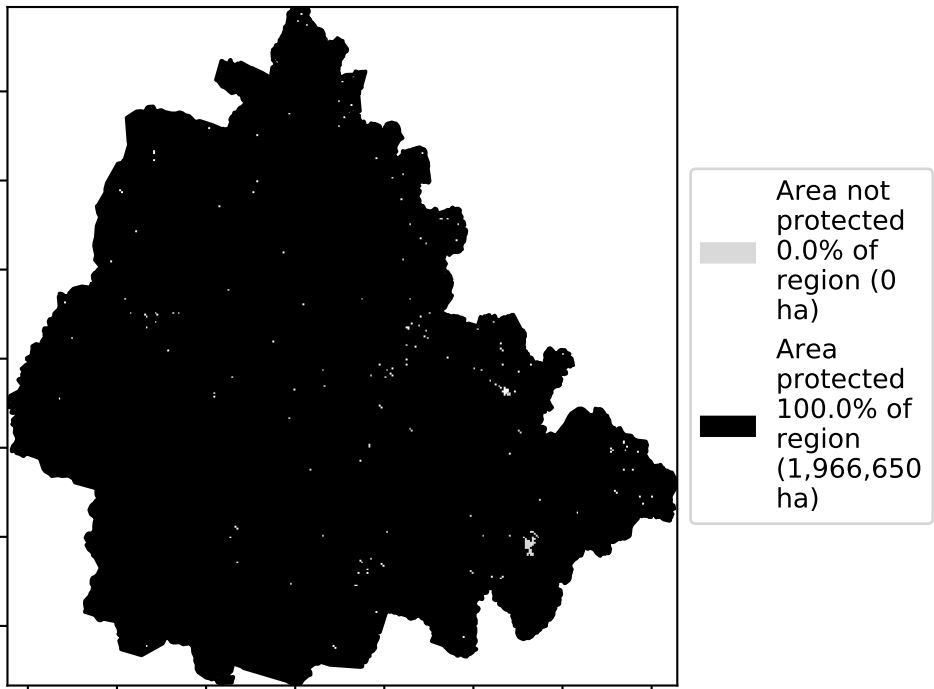 Area not
protected
0.0% of
region (0
ha)
Area
protected
100.0% of
region
(1,966,650
ha)